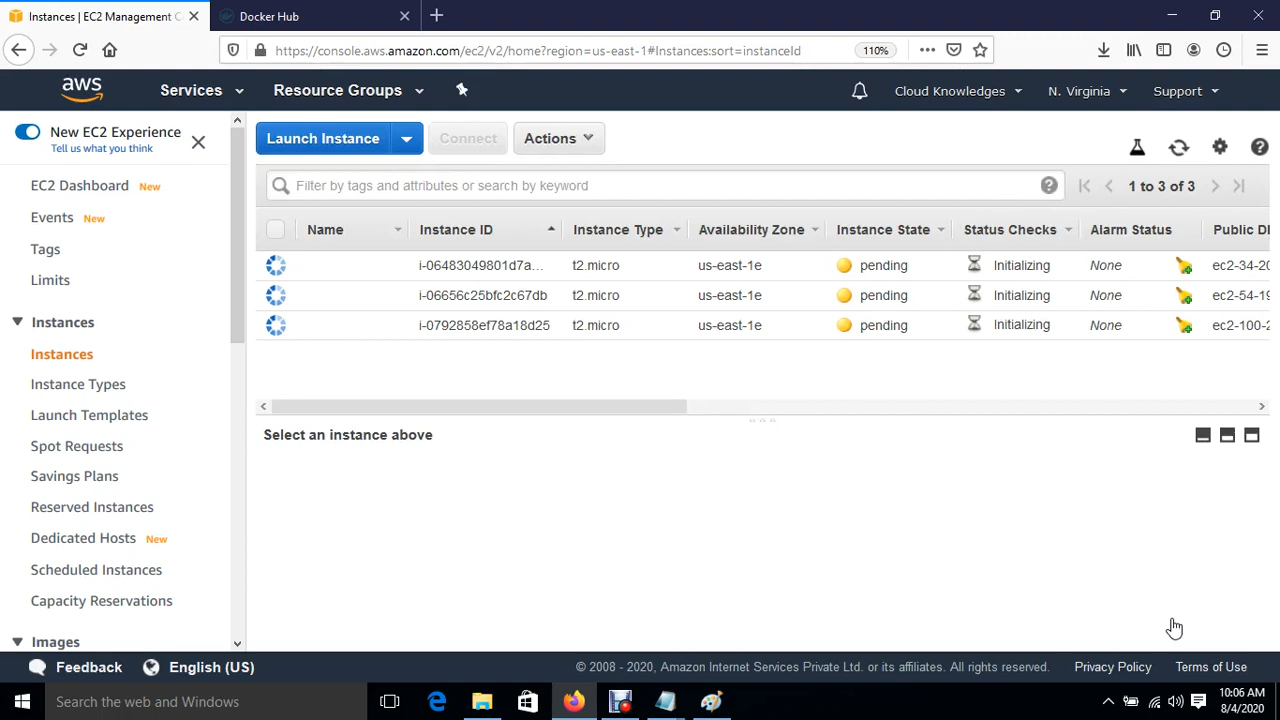 Instances | EC2 Management C
Docker Hub
https://console.aws.amazon.com/ec2/v2/home?region=us-east-1#Instances:sort=instanceId
110%
aws
Services
Resource Groups
Cloud Knowledges
N. Virginia
Support
New EC2 Experience
Tell us what you think
EC2 Dashboard New
Events New
Tags
Limits
Instances
Instances
Instance Types
Launch Templates
Spot Requests
Savings Plans
Reserved Instances
Dedicated Hosts New
Scheduled Instances
Capacity Reservations
Images
Launch Instance
Connect
Actions
Filter by tags and attributes or search by keyword
1 to 3 of 3
Name Instance ID Instance Type Availability Zone Instance State Status Checks Alarm Status Public DI
i-06483049801d7a... t2.micro us-east-1e pending Initializing None ec2-34-20
i-06656c25bfc2c67db t2.micro us-east-1e pending Initializing None ec2-54-19
i-0792858ef78a18d25 t2.micro us-east-1e pending Initializing None ec2-100-2
Select an instance above
Feedback
English (US)
© 2008 - 2020, Amazon Internet Services Private Ltd. or its affiliates. All rights reserved.
Privacy Policy
Terms of Use
Search the web and Windows
10:06 AM
8/4/2020